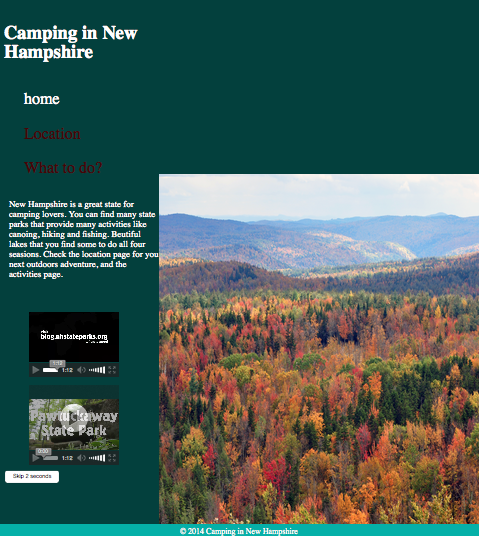 Camping in New
Hampshire
home
Location
What to do?
New Hampshire is a great state for
camping lovers. You can find many state
parks that provide many activities like
canoing, hiking and fishing. Beutiful
lakes that you find some to do all four
seasions. Check the location page for you
next outdoors adventure, and the
activities page.
blog.nhstateparks.org
1:12
Pawtuckaway
State Park
0:00
1:12
Skip 2 seconds
© 2014 Camping in New Hampshire